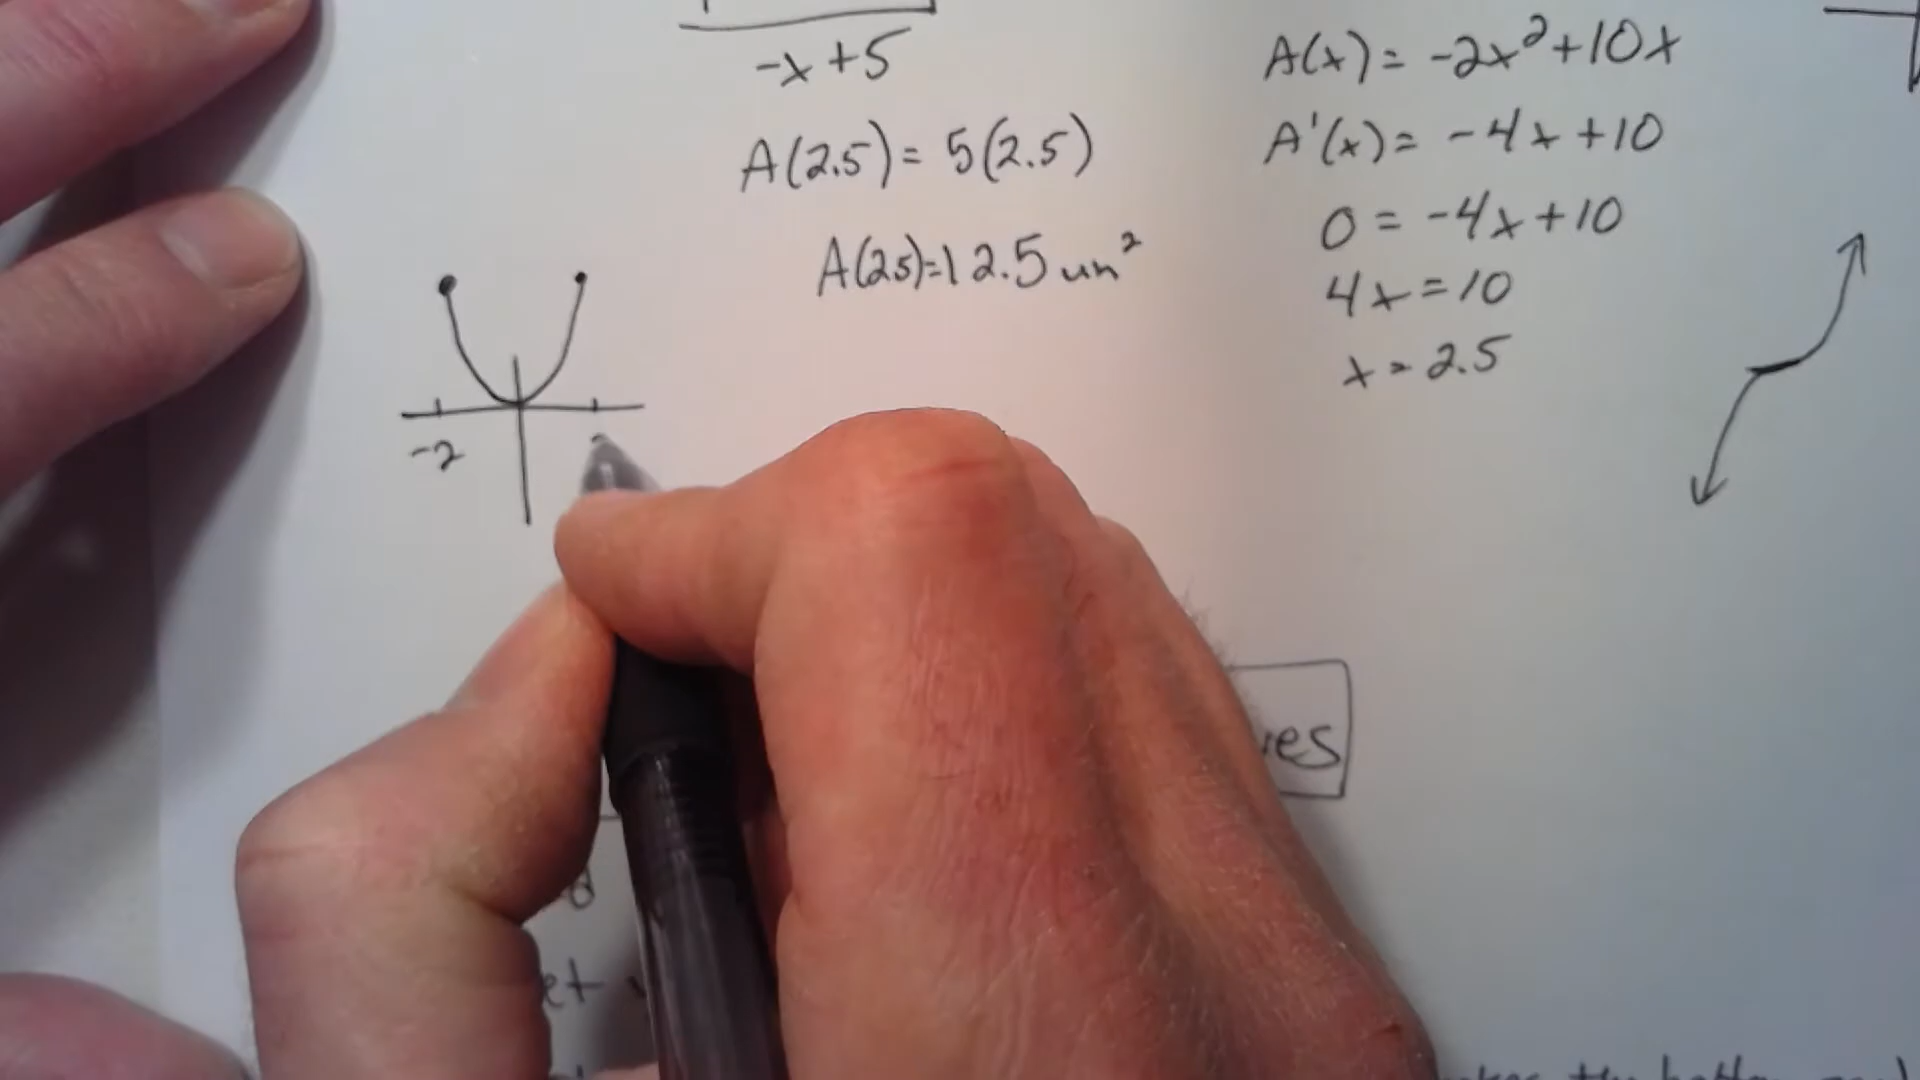 -x+5
A(2.5)= 5(2.5)
A(2.5)=12.5 un²
-2
A(x)= -2x²+10x
A'(x)= -4x+10
0 = -4x+10
4x=10
x = 2.5